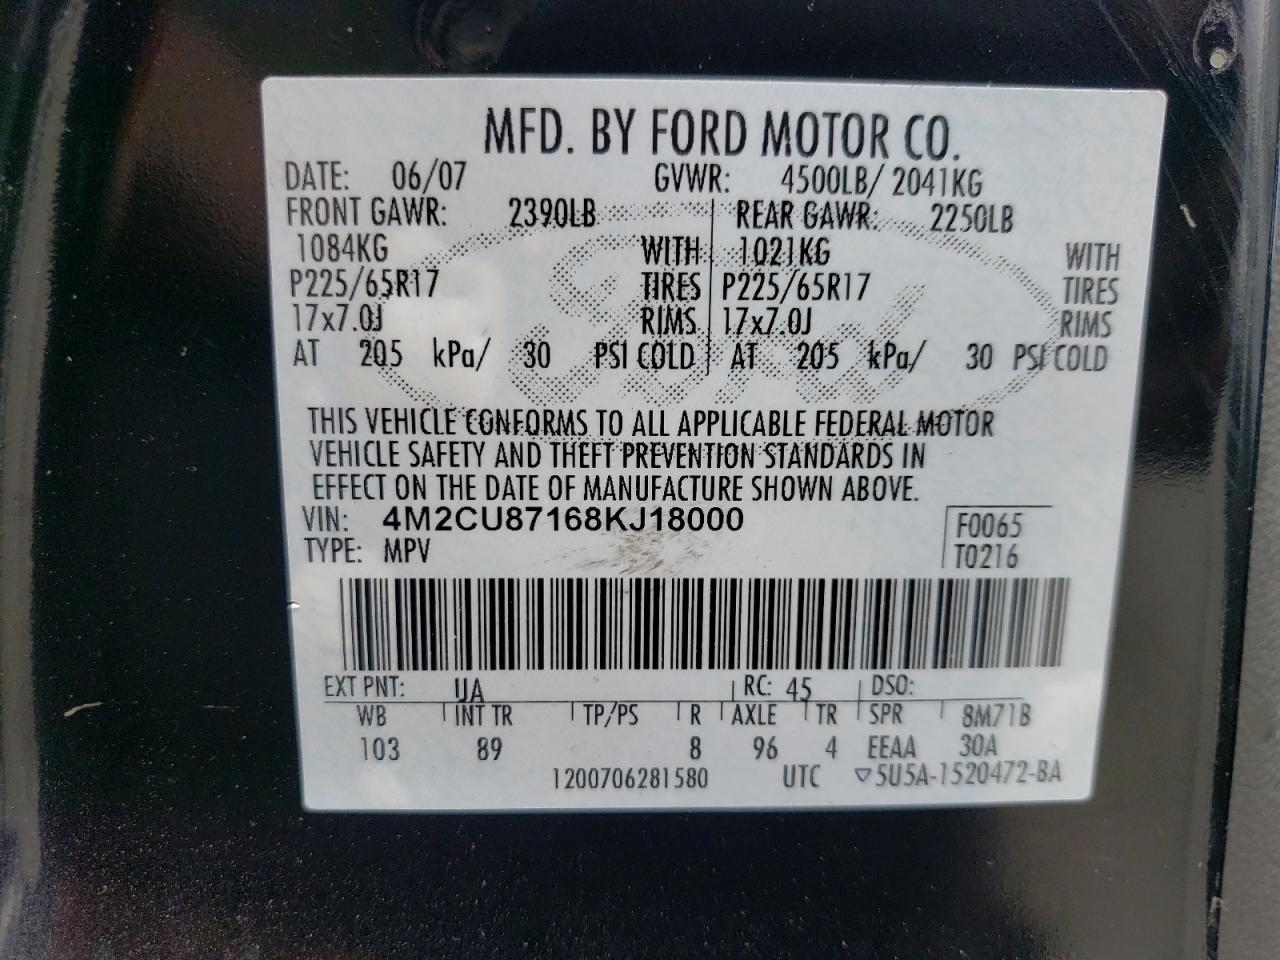 MFD. BY FORD MOTOR CO.
DATE: 06/07 GVWR: 4500LB/ 2041KG
FRONT GAWR: 2390LB REAR GAWR: 2250LB
1084KG WITH 1021KG WITH
P225/65R17 TIRES P225/65R17 TIRES
17x7.0J RIMS 17x7.0J RIMS
AT 205 kPa/ 30 PSI COLD AT 205 kPa/ 30 PSI COLD
Ford
THIS VEHICLE CONFORMS TO ALL APPLICABLE FEDERAL MOTOR
VEHICLE SAFETY AND THEFT PREVENTION STANDARDS IN
EFFECT ON THE DATE OF MANUFACTURE SHOWN ABOVE.
VIN: 4M2CU87168KJ18000 F0065
TYPE: MPV T0216
EXT PNT: UA RC: 45 DSO:
WB INT TR TP/PS R AXLE TR SPR 8M71B
103 89 8 96 4 EEAA 30A
1200706281580 UTC ▽5U5A-1520472-BA